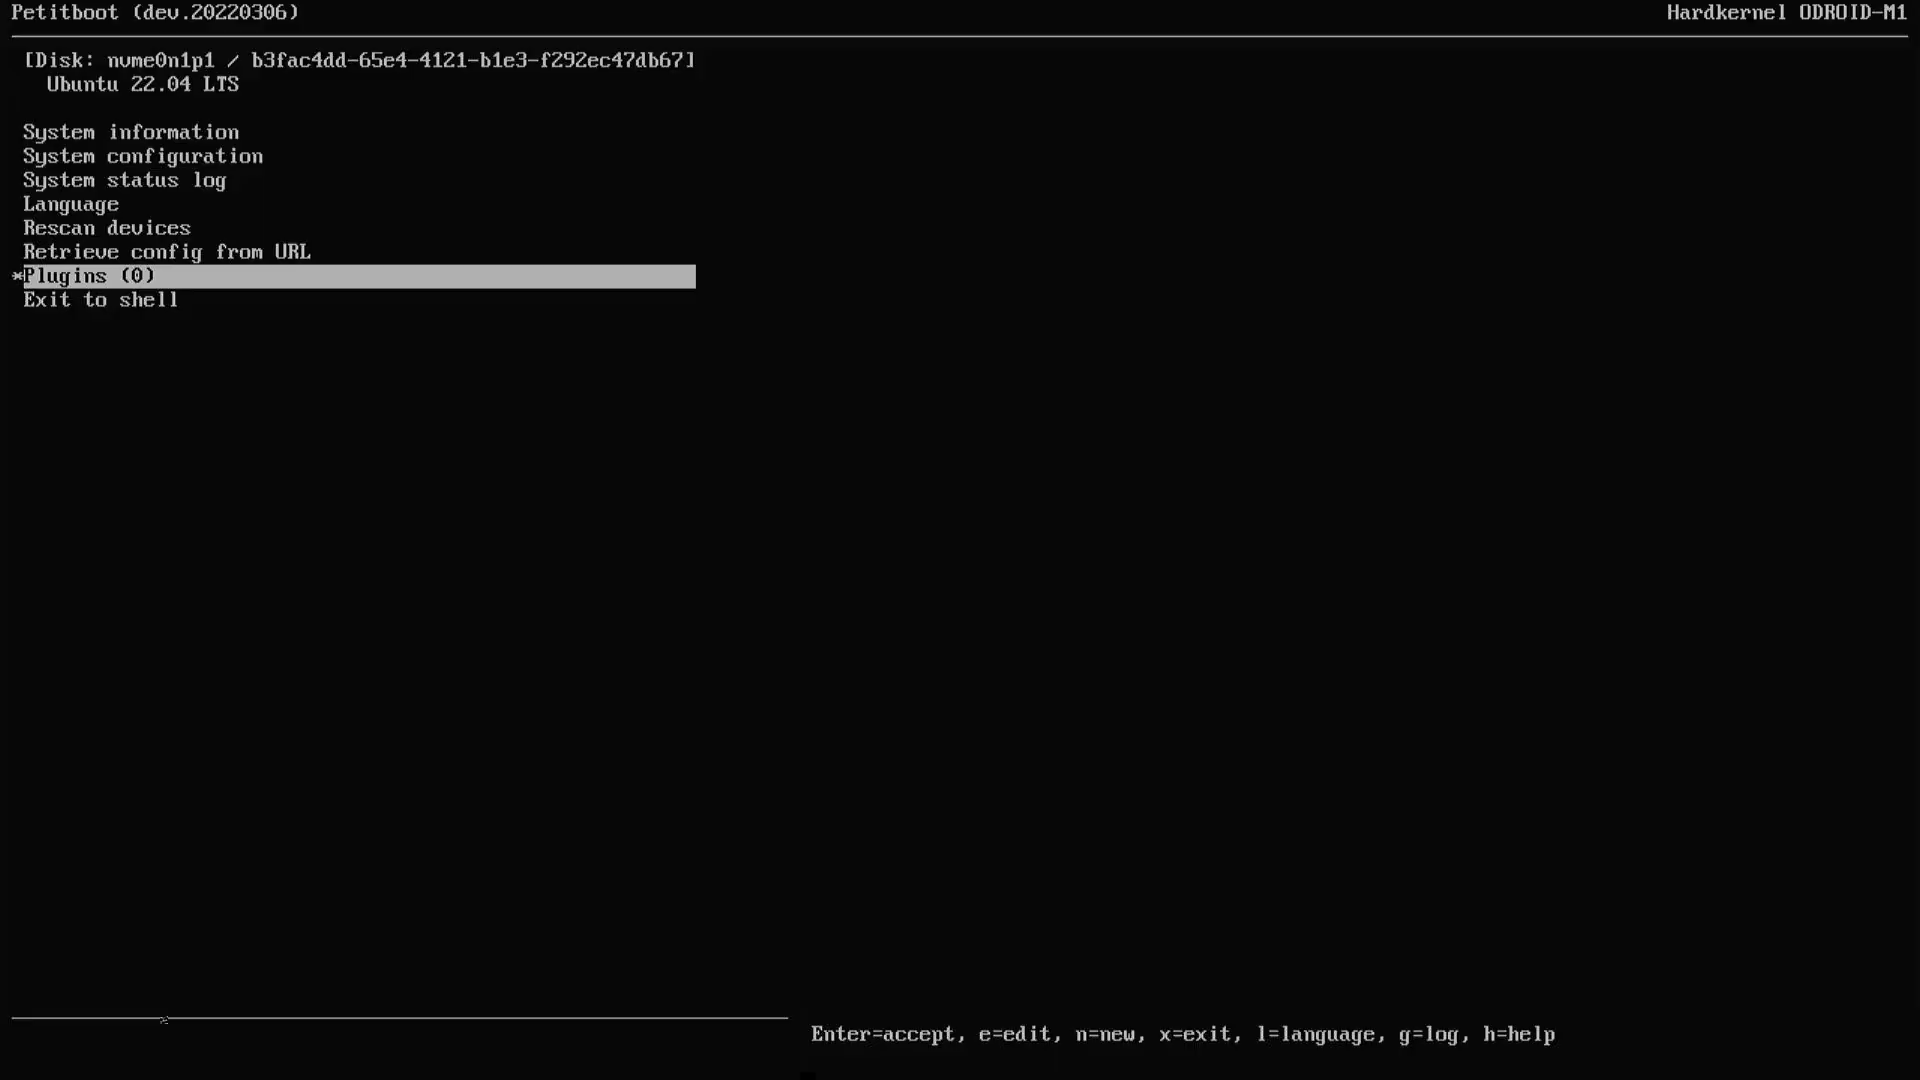 Petitboot (dev.20220306)
Hardkernel ODROID-M1
[Disk: nvme0n1p1 / b3fac4dd-65e4-4121-b1e3-f292ec47db67]
Ubuntu 22.04 LTS
System information
System configuration
System status log
Language
Rescan devices
Retrieve config from URL
*Plugins (0)
Exit to shell
Enter=accept, e=edit, n=new, x=exit, l=language, g=log, h=help